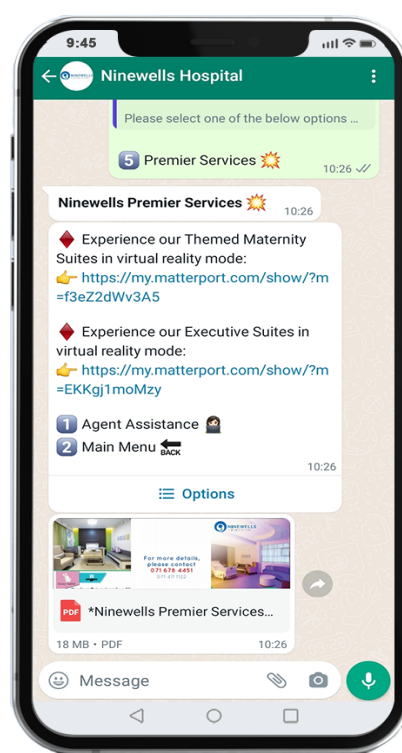 9:45
Ninewells Hospital
Please select one of the below options ...
5 Premier Services 💥
10:26
Ninewells Premier Services 💥
10:26
♦️ Experience our Themed Maternity
Suites in virtual reality mode:
👉 https://my.matterport.com/show/?m
=f3eZ2dWv3A5
♦️ Experience our Executive Suites in
virtual reality mode:
👉 https://my.matterport.com/show/?m
=EKKgj1moMzy
1 Agent Assistance 👩🏻‍💻
2 Main Menu 🔙
10:26
Options
NINEWELLS
For more details,
please contact
071 678 4451
PDF *Ninewells Premier Services...
18 MB • PDF
10:26
Message